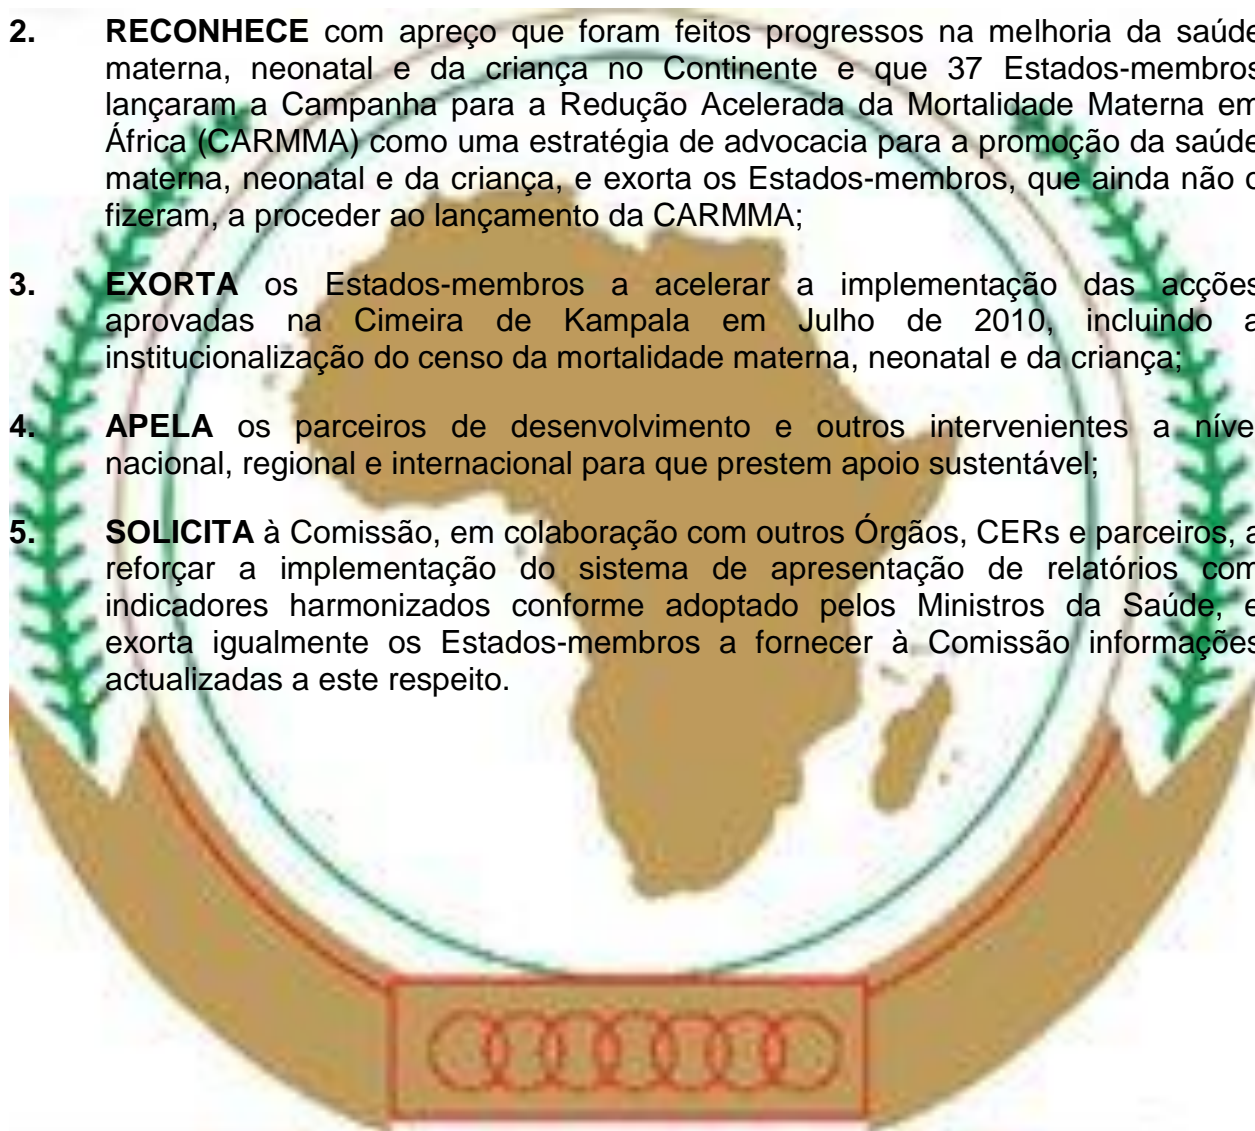 2. RECONHECE com apreço que foram feitos progressos na melhoria da saúde
materna, neonatal e da criança no Continente e que 37 Estados-membros
lançaram a Campanha para a Redução Acelerada da Mortalidade Materna em
África (CARMMA) como uma estratégia de advocacia para a promoção da saúde
materna, neonatal e da criança, e exorta os Estados-membros, que ainda não o
fizeram, a proceder ao lançamento da CARMMA;
3. EXORTA os Estados-membros a acelerar a implementação das acções
aprovadas na Cimeira de Kampala em Julho de 2010, incluindo a
institucionalização do censo da mortalidade materna, neonatal e da criança;
4. APELA os parceiros de desenvolvimento e outros intervenientes a nível
nacional, regional e internacional para que prestem apoio sustentável;
5. SOLICITA à Comissão, em colaboração com outros Órgãos, CERs e parceiros, a
reforçar a implementação do sistema de apresentação de relatórios com
indicadores harmonizados conforme adoptado pelos Ministros da Saúde, e
exorta igualmente os Estados-membros a fornecer à Comissão informações
actualizadas a este respeito.